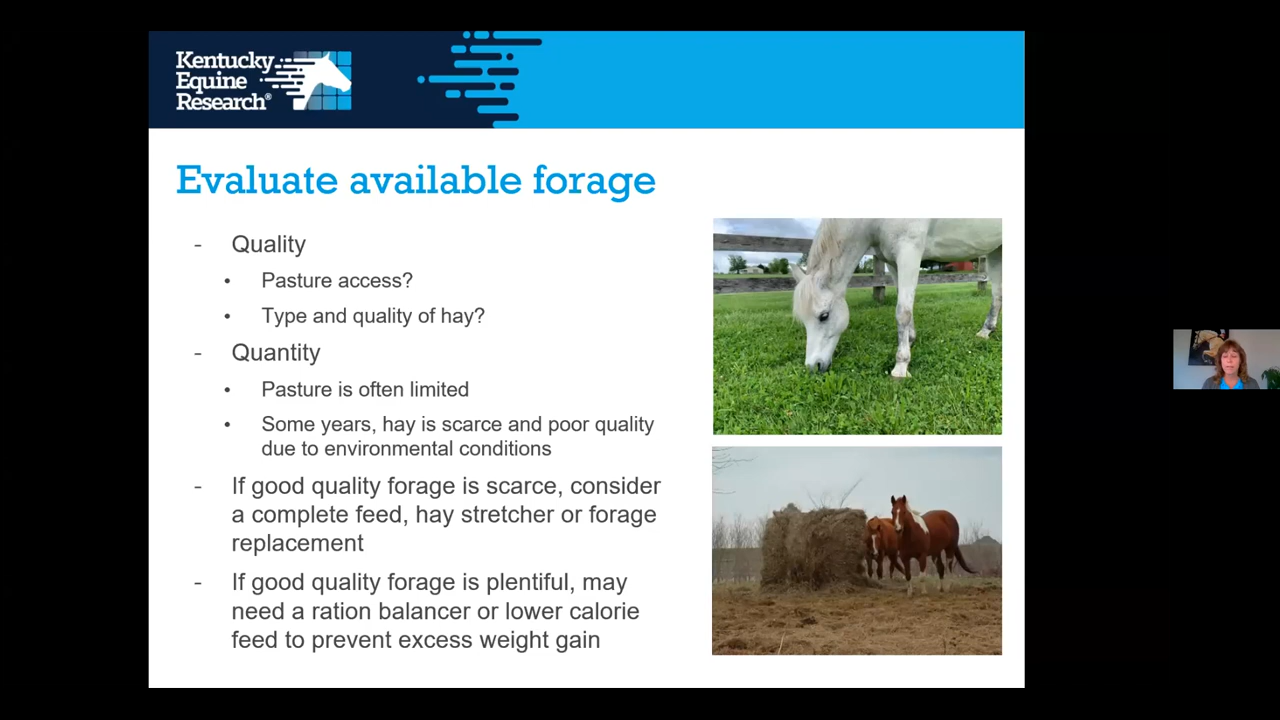 Kentucky
Equine
Research®
Evaluate available forage
- Quality
• Pasture access?
• Type and quality of hay?
- Quantity
• Pasture is often limited
• Some years, hay is scarce and poor quality
due to environmental conditions
- If good quality forage is scarce, consider
a complete feed, hay stretcher or forage
replacement
- If good quality forage is plentiful, may
need a ration balancer or lower calorie
feed to prevent excess weight gain